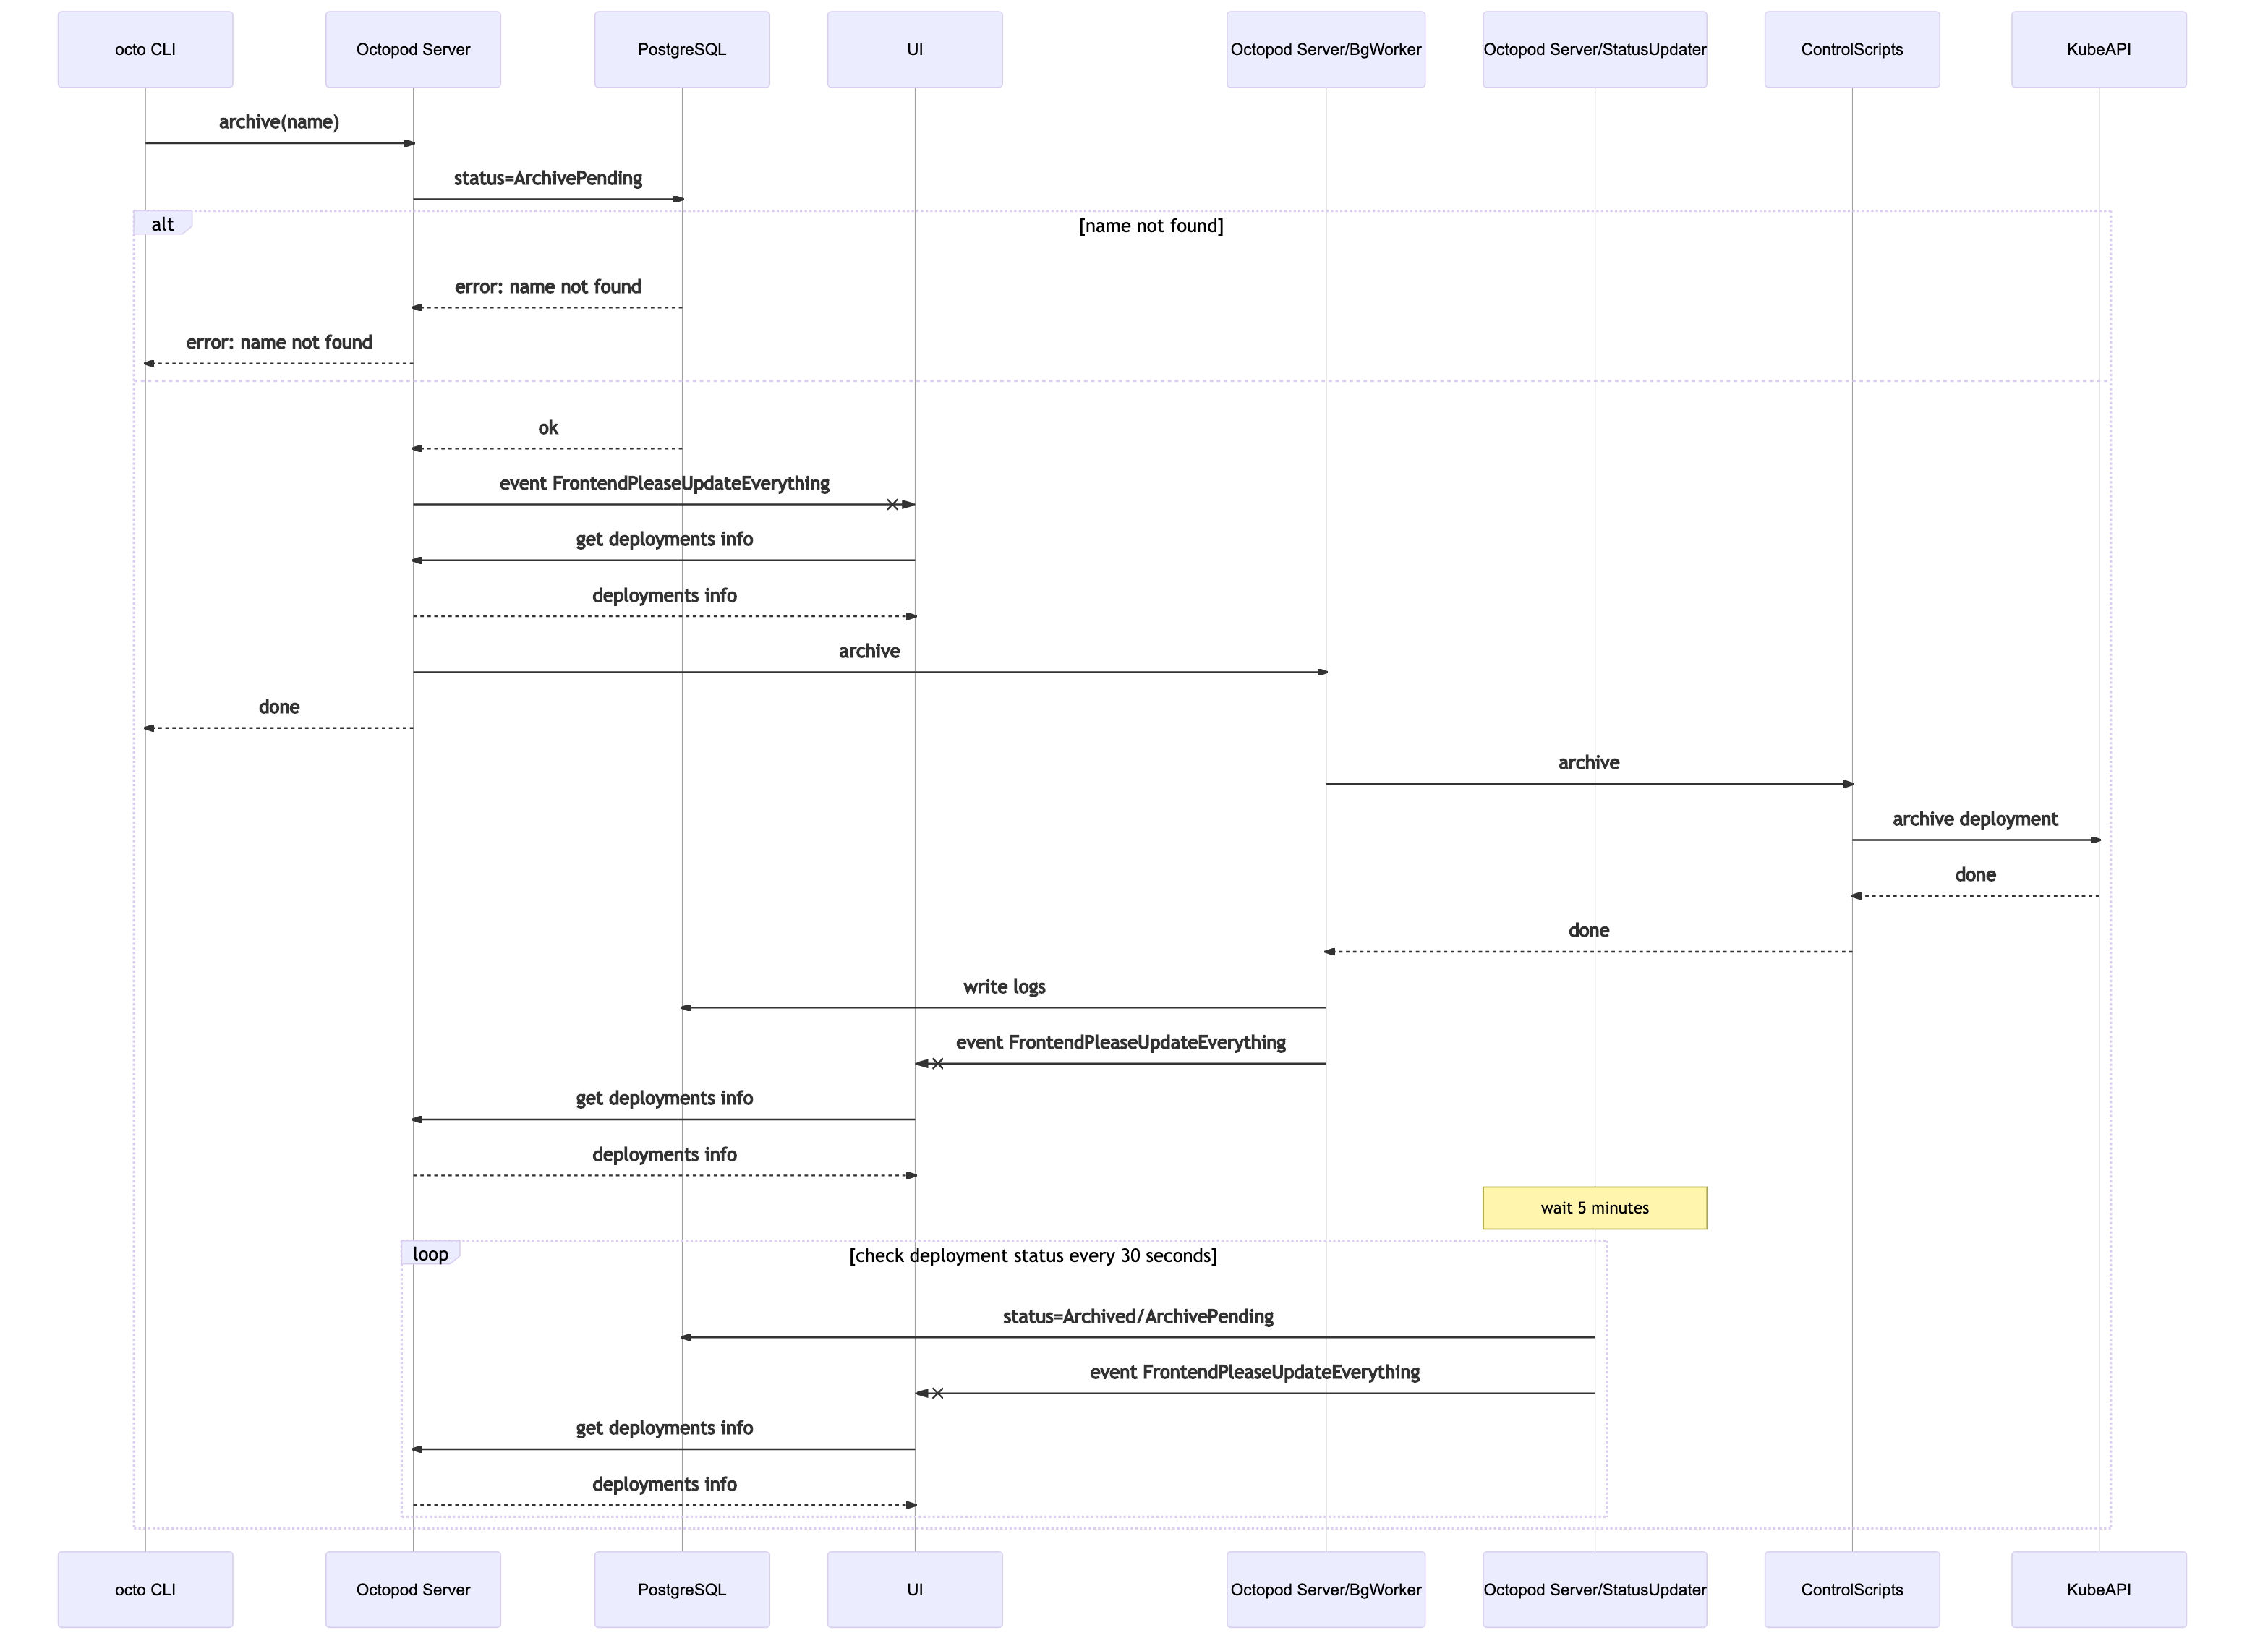 octo CLI
Octopod Server
PostgreSQL
UI
Octopod Server/BgWorker
Octopod Server/StatusUpdater
ControlScripts
KubeAPI
archive(name)
status=ArchivePending
alt
[name not found]
error: name not found
error: name not found
ok
event FrontendPleaseUpdateEverything
get deployments info
deployments info
archive
done
archive
archive deployment
done
done
write logs
event FrontendPleaseUpdateEverything
get deployments info
deployments info
wait 5 minutes
loop
[check deployment status every 30 seconds]
status=Archived/ArchivePending
event FrontendPleaseUpdateEverything
get deployments info
deployments info
octo CLI
Octopod Server
PostgreSQL
UI
Octopod Server/BgWorker
Octopod Server/StatusUpdater
ControlScripts
KubeAPI